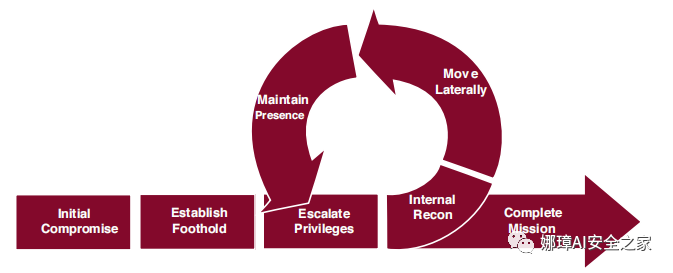 Move
Laterally
Maintain
Presence
Initial
Compromise
Establish
Foothold
Escalate
Privileges
Internal
Recon
Complete
Mission
娜璋AI安全之家